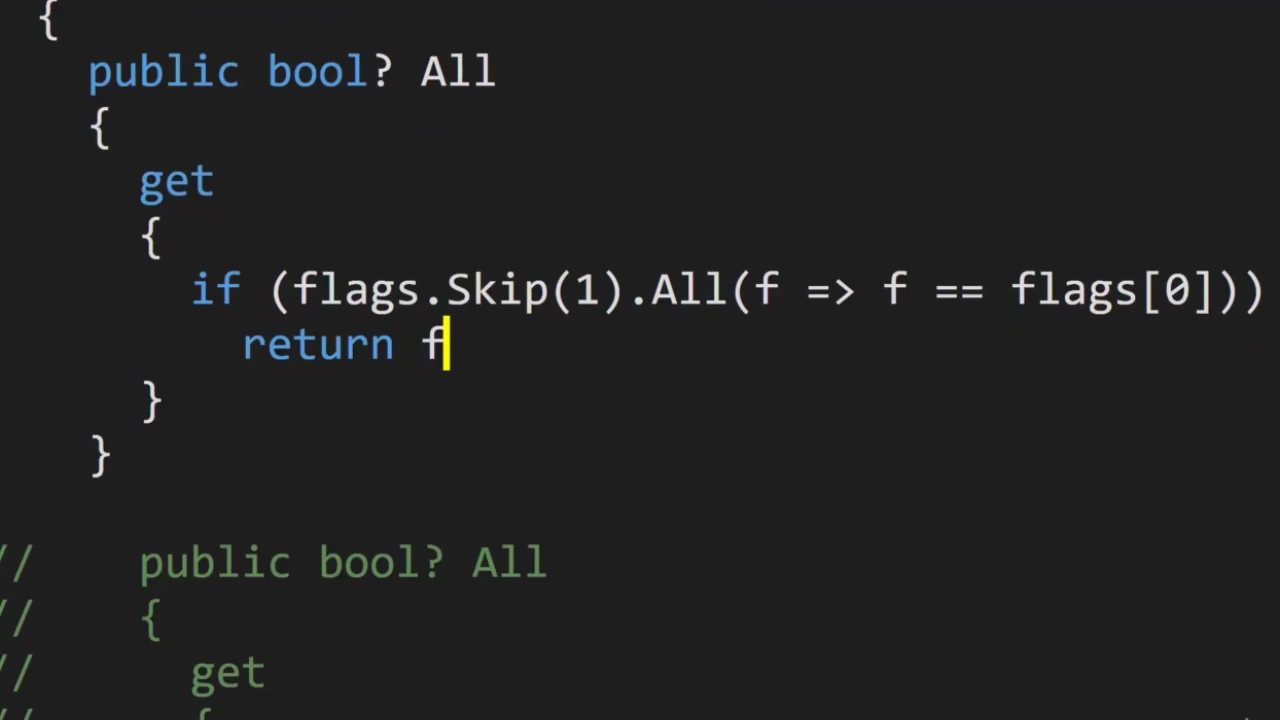 {
public bool? All
{
get
{
if (flags.Skip(1).All(f => f == flags[0]))
return f
}
}
// public bool? All
// {
// get
// {